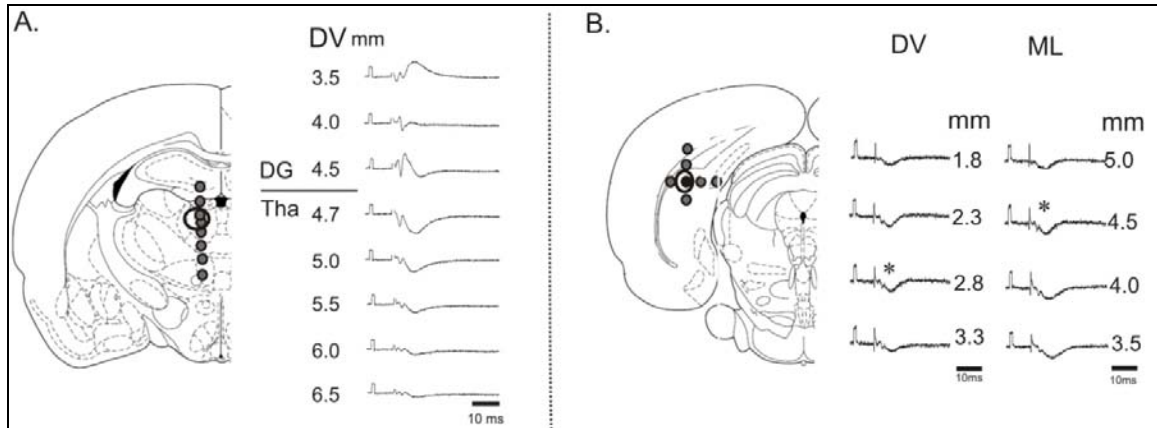 A.
DV mm
3.5
4.0
4.5
DG
Tha
4.7
5.0
5.5
6.0
6.5
10 ms
B.
DV ML
mm mm
1.8 5.0
2.3 * 4.5
* 2.8 4.0
3.3 3.5
10ms 10ms